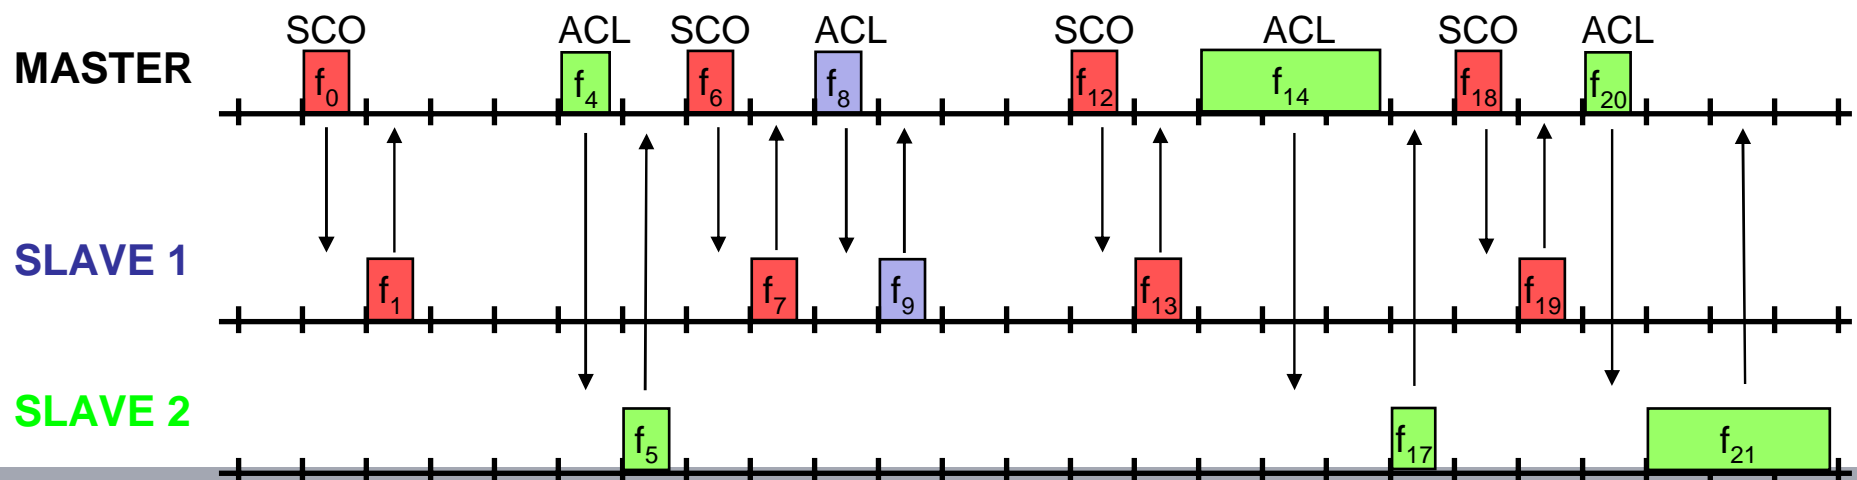 SCO ACL SCO ACL SCO ACL SCO ACL
MASTER f₀ f₄ f₆ f₈ f₁₂ f₁₄ f₁₈ f₂₀
SLAVE 1 f₁ f₇ f₉ f₁₃ f₁₉
SLAVE 2 f₅ f₁₇ f₂₁